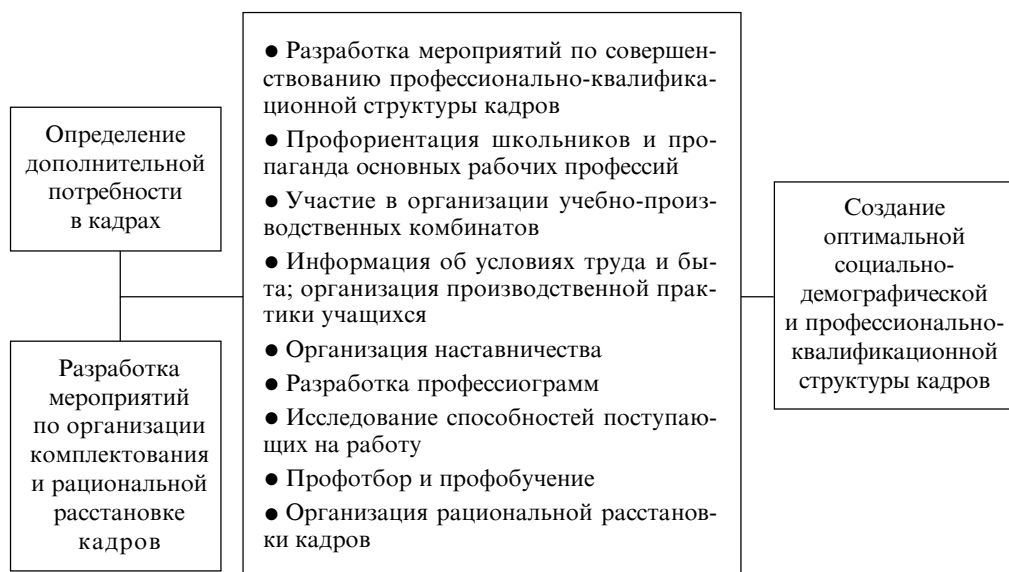 Определение
дополнительной
потребности
в кадрах
Разработка
мероприятий
по организации
комплектования
и рациональной
расстановке
кадров
● Разработка мероприятий по совершен-
ствованию профессионально-квалифика-
ционной структуры кадров
● Профориентация школьников и про-
паганда основных рабочих профессий
● Участие в организации учебно-произ-
водственных комбинатов
● Информация об условиях труда и бы-
та; организация производственной прак-
тики учащихся
● Организация наставничества
● Разработка профессиограмм
● Исследование способностей поступаю-
щих на работу
● Профотбор и профобучение
● Организация рациональной расстанов-
ки кадров
Создание
оптимальной
социально-
демографической
и профессионально-
квалификационной
структуры кадров